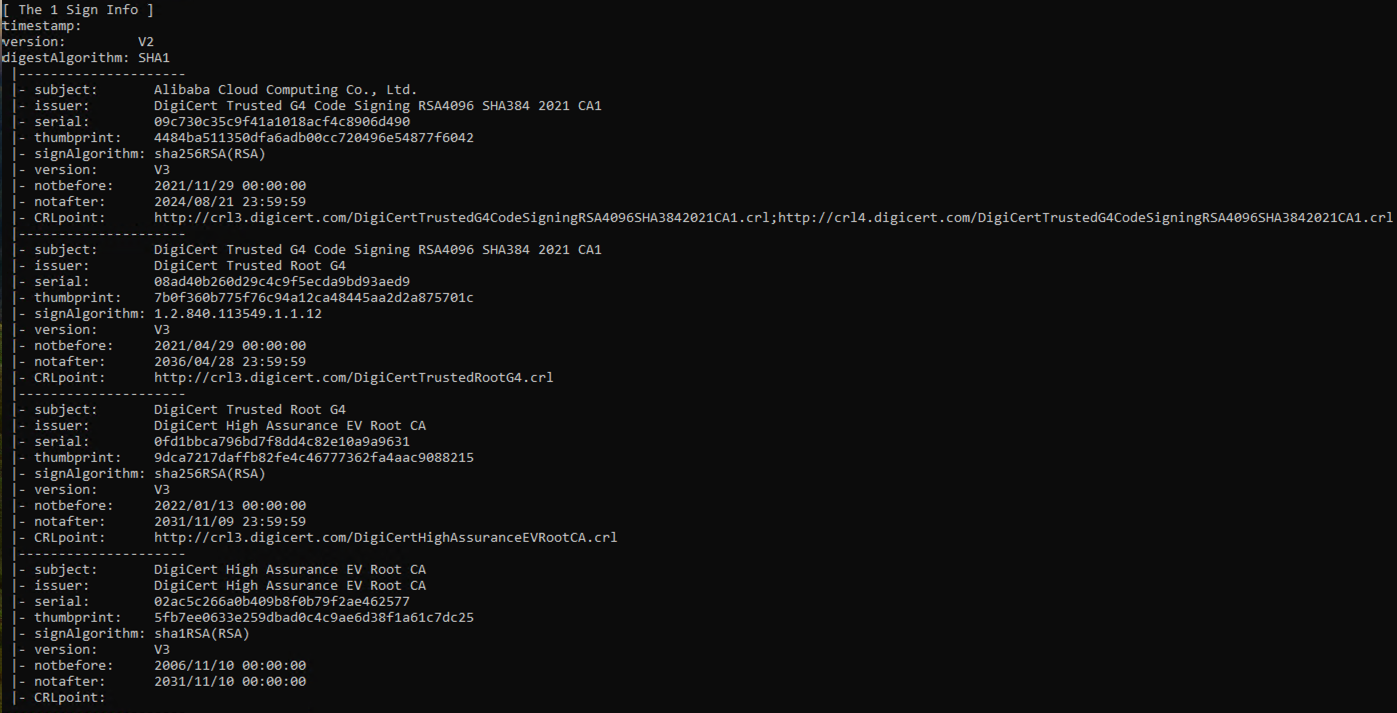 [ The 1 Sign Info ]
timestamp:
version: V2
digestAlgorithm: SHA1
|---------------------
|- subject: Alibaba Cloud Computing Co., Ltd.
|- issuer: DigiCert Trusted G4 Code Signing RSA4096 SHA384 2021 CA1
|- serial: 09c730c35c9f41a1018acf4c8906d490
|- thumbprint: 4484ba511350dfa6adb00cc720496e54877f6042
|- signAlgorithm: sha256RSA(RSA)
|- version: V3
|- notbefore: 2021/11/29 00:00:00
|- notafter: 2024/08/21 23:59:59
|- CRLpoint: http://crl3.digicert.com/DigiCertTrustedG4CodeSigningRSA4096SHA3842021CA1.crl;http://crl4.digicert.com/DigiCertTrustedG4CodeSigningRSA4096SHA3842021CA1.crl
|---------------------
|- subject: DigiCert Trusted G4 Code Signing RSA4096 SHA384 2021 CA1
|- issuer: DigiCert Trusted Root G4
|- serial: 08ad40b260d29c4c9f5ecda9bd93aed9
|- thumbprint: 7b0f360b775f76c94a12ca48445aa2d2a875701c
|- signAlgorithm: 1.2.840.113549.1.1.12
|- version: V3
|- notbefore: 2021/04/29 00:00:00
|- notafter: 2036/04/28 23:59:59
|- CRLpoint: http://crl3.digicert.com/DigiCertTrustedRootG4.crl
|---------------------
|- subject: DigiCert Trusted Root G4
|- issuer: DigiCert High Assurance EV Root CA
|- serial: 0fd1bbca796bd7f8dd4c82e10a9a9631
|- thumbprint: 9dca7217daffb82fe4c46777362fa4aac9088215
|- signAlgorithm: sha256RSA(RSA)
|- version: V3
|- notbefore: 2022/01/13 00:00:00
|- notafter: 2031/11/09 23:59:59
|- CRLpoint: http://crl3.digicert.com/DigiCertHighAssuranceEVRootCA.crl
|---------------------
|- subject: DigiCert High Assurance EV Root CA
|- issuer: DigiCert High Assurance EV Root CA
|- serial: 02ac5c266a0b409b8f0b79f2ae462577
|- thumbprint: 5fb7ee0633e259dbad0c4c9ae6d38f1a61c7dc25
|- signAlgorithm: sha1RSA(RSA)
|- version: V3
|- notbefore: 2006/11/10 00:00:00
|- notafter: 2031/11/10 00:00:00
|- CRLpoint: